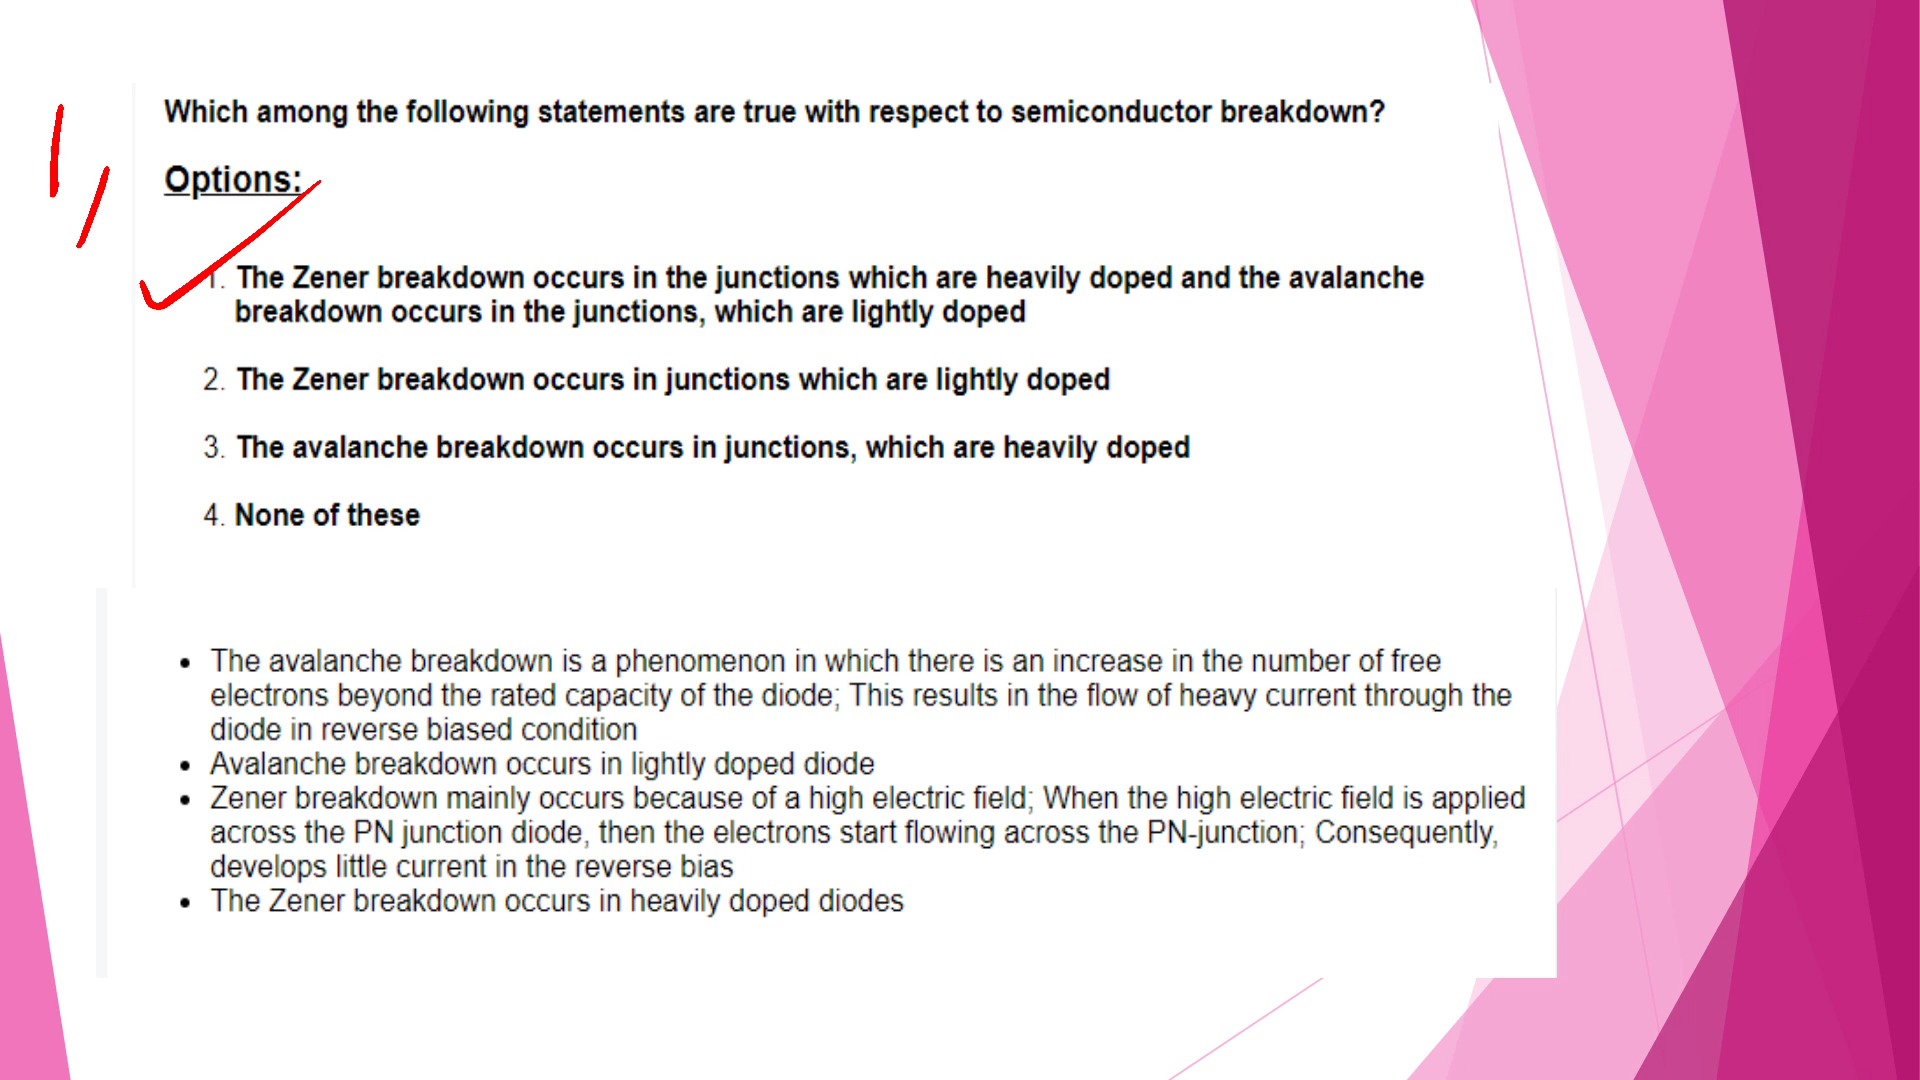 Which among the following statements are true with respect to semiconductor breakdown?
Options:
1. The Zener breakdown occurs in the junctions which are heavily doped and the avalanche
breakdown occurs in the junctions, which are lightly doped
2. The Zener breakdown occurs in junctions which are lightly doped
3. The avalanche breakdown occurs in junctions, which are heavily doped
4. None of these
• The avalanche breakdown is a phenomenon in which there is an increase in the number of free
electrons beyond the rated capacity of the diode; This results in the flow of heavy current through the
diode in reverse biased condition
• Avalanche breakdown occurs in lightly doped diode
• Zener breakdown mainly occurs because of a high electric field; When the high electric field is applied
across the PN junction diode, then the electrons start flowing across the PN-junction; Consequently,
develops little current in the reverse bias
• The Zener breakdown occurs in heavily doped diodes